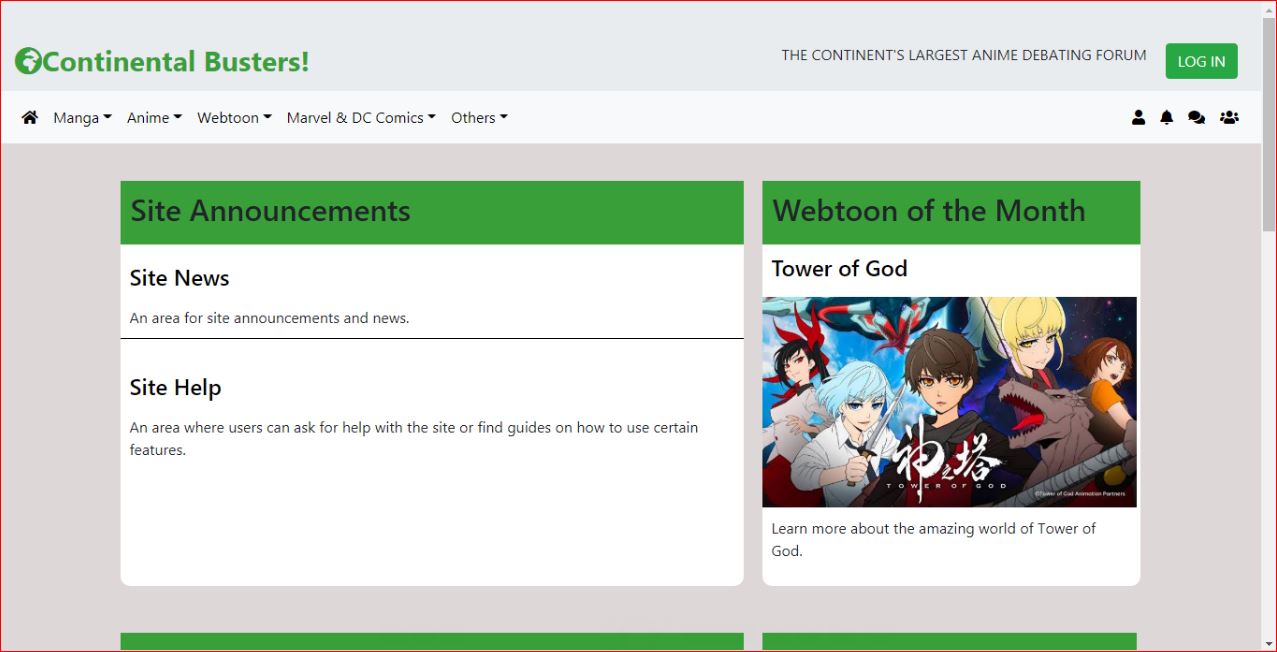 Continental Busters!
THE CONTINENT'S LARGEST ANIME DEBATING FORUM
LOG IN
Manga
Anime
Webtoon
Marvel & DC Comics
Others
Site Announcements
Site News
An area for site announcements and news.
Site Help
An area where users can ask for help with the site or find guides on how to use certain
features.
Webtoon of the Month
Tower of God
神之塔
TOWER OF GOD
©Tower of God Animation Partners
Learn more about the amazing world of Tower of
God.